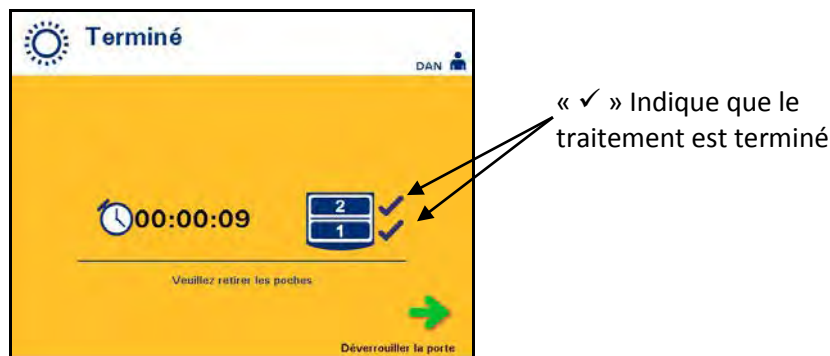 Terminé
DAN
« ✓ » Indique que le
traitement est terminé
00:00:09
2
1
Veuillez retirer les poches
Déverrouiller la porte